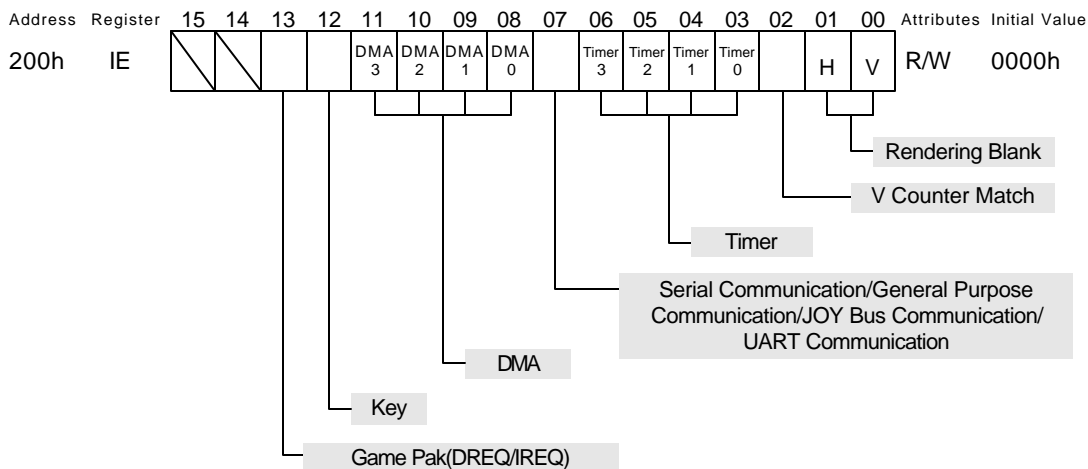 Address Register 15 14 13 12 11 10 09 08 07 06 05 04 03 02 01 00 Attributes Initial Value
200h IE DMA 3 DMA 2 DMA 1 DMA 0 Timer 3 Timer 2 Timer 1 Timer 0 H V R/W 0000h
Rendering Blank
V Counter Match
Timer
Serial Communication/General Purpose
Communication/JOY Bus Communication/
UART Communication
DMA
Key
Game Pak(DREQ/IREQ)